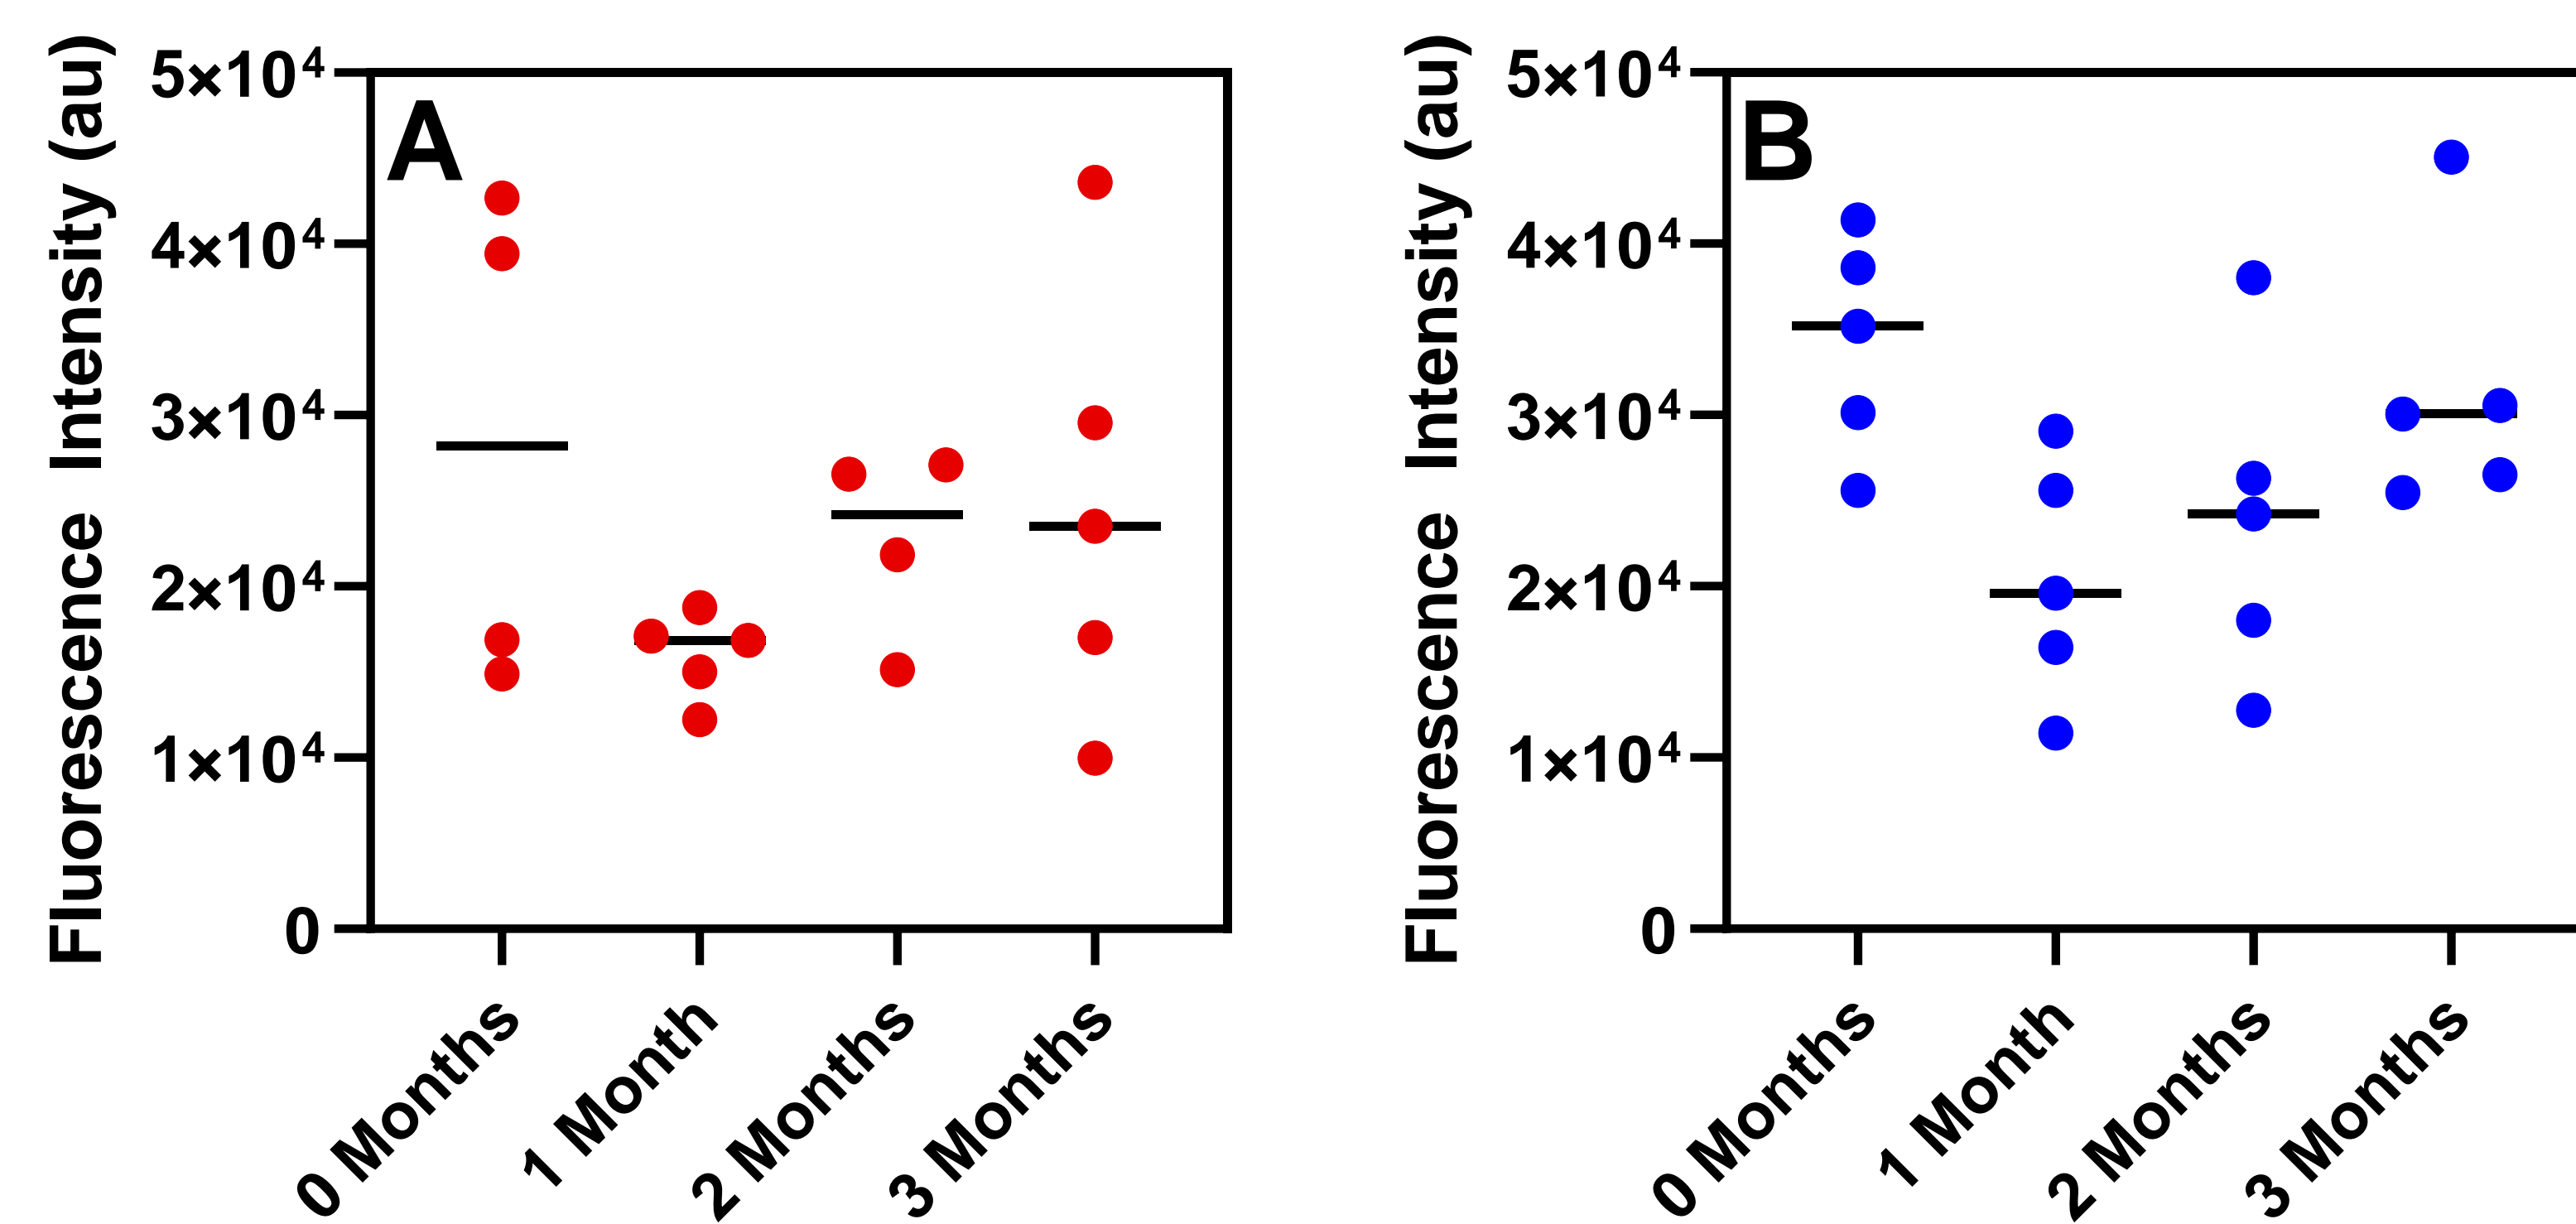 A
Fluorescence Intensity (au)
5×10⁴
4×10⁴
3×10⁴
2×10⁴
1×10⁴
0
0 Months
1 Month
2 Months
3 Months
B
Fluorescence Intensity (au)
5×10⁴
4×10⁴
3×10⁴
2×10⁴
1×10⁴
0
0 Months
1 Month
2 Months
3 Months